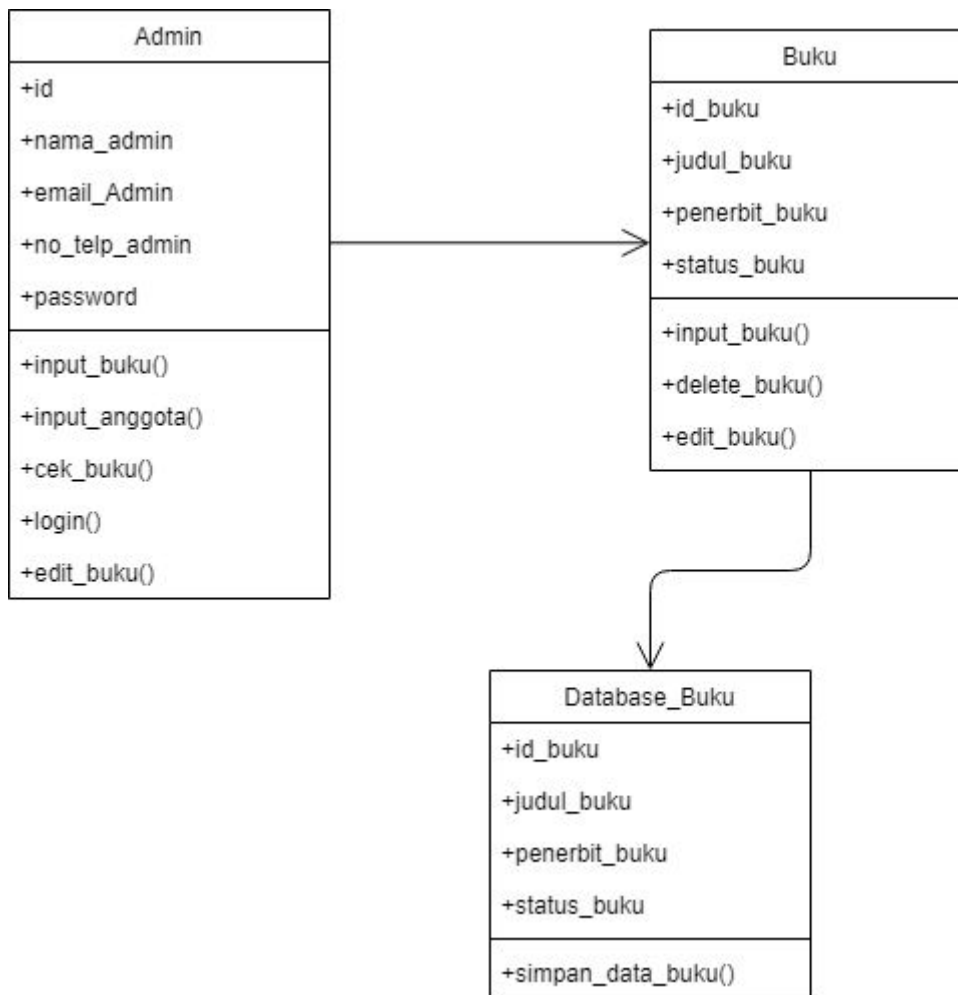 Admin
+id
+nama_admin
+email_Admin
+no_telp_admin
+password
+input_buku()
+input_anggota()
+cek_buku()
+login()
+edit_buku()
Buku
+id_buku
+judul_buku
+penerbit_buku
+status_buku
+input_buku()
+delete_buku()
+edit_buku()
Database_Buku
+id_buku
+judul_buku
+penerbit_buku
+status_buku
+simpan_data_buku()